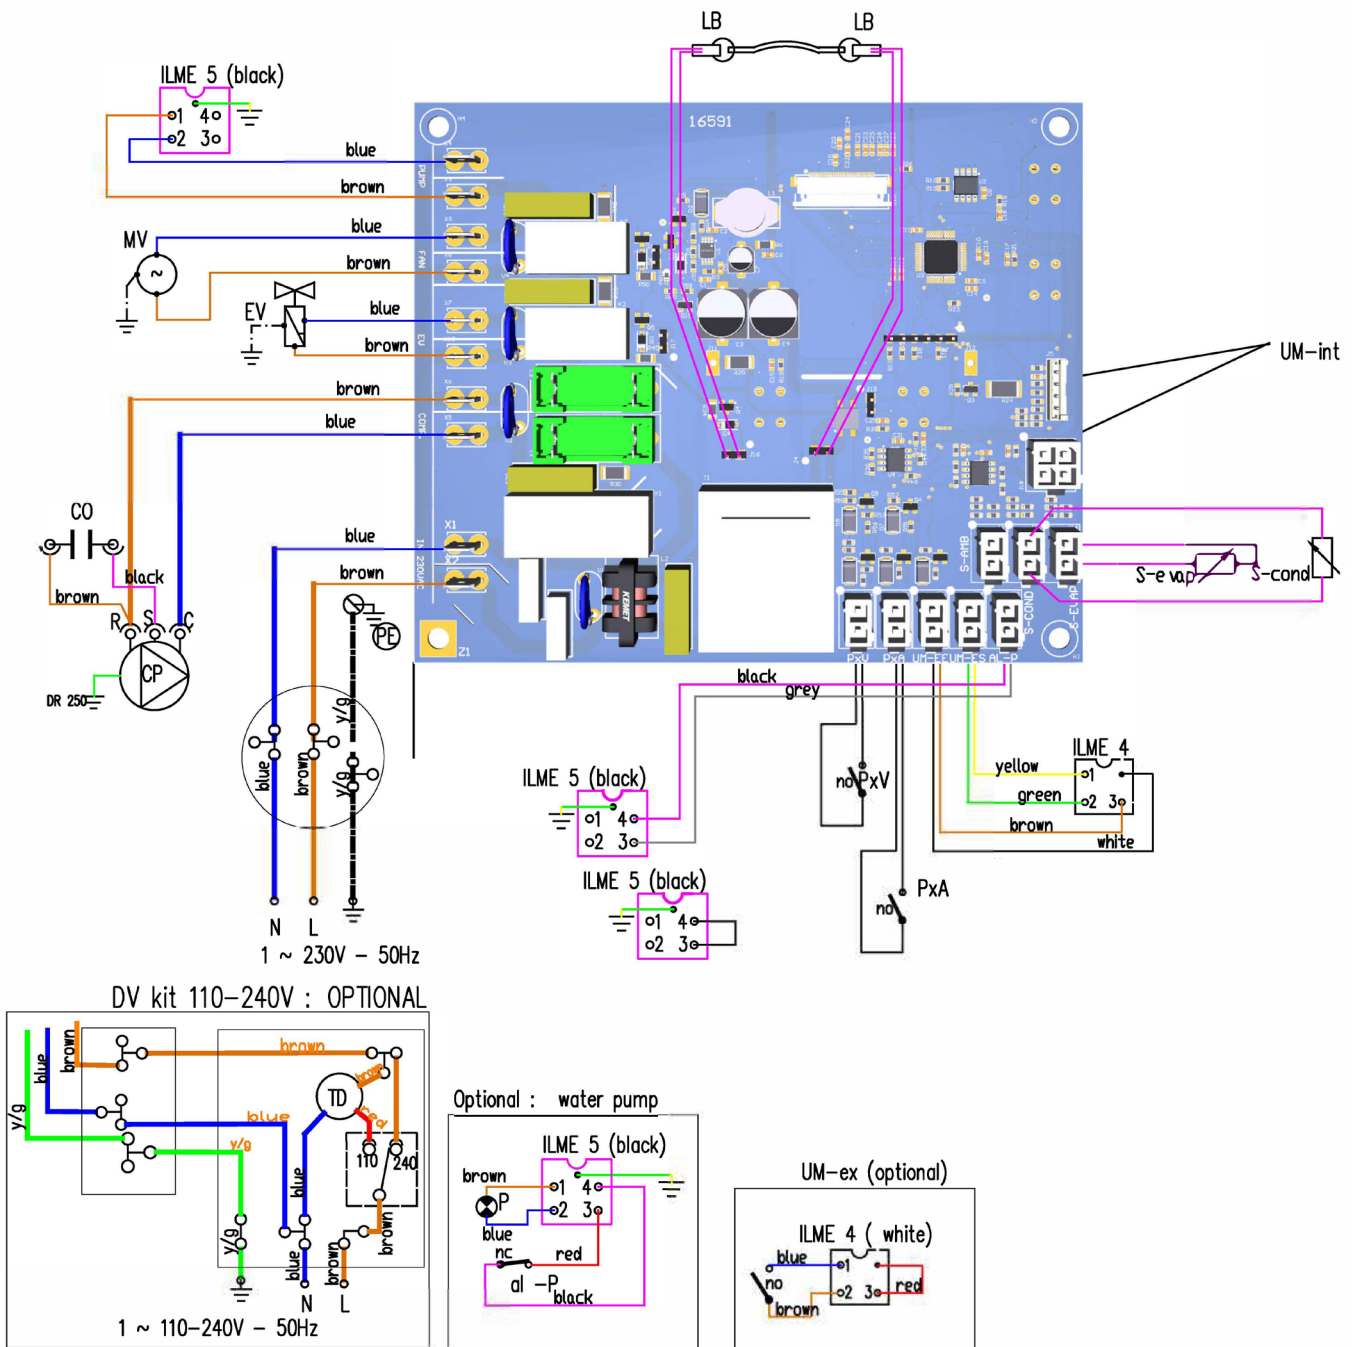 LB
LB
ILME 5 (black)
1 4
2 3
16591
blue
PUMP
brown
MV
blue
FAN
~
brown
UM-int
EV
blue
EV
brown
brown
COMP.
blue
CO
X1
blue
IN 230VAC
brown
black
brown
R S C
CP
DR 250
PE
KEMET
Z1
S-AMB
S-COND
S-EVAP
S-evap
S-cond
PxV PxA UM-EE UM-ES AL-P
black
grey
y/g
blue
brown
y/g
N L
1 ~ 230V - 50Hz
ILME 5 (black)
1 4
2 3
ILME 5 (black)
1 4
2 3
no PxV
no PxA
ILME 4
yellow
1
green
2 3
brown
white
DV kit 110-240V : OPTIONAL
y/g
blue
brown
brown
brown
TD
red
blue
y/g
110 240
blue
y/g
blue
brown
brown
N L
1 ~ 110-240V - 50Hz
Optional : water pump
ILME 5 (black)
brown
1 4
P
2 3
blue
nc
red
al -P
black
UM-ex (optional)
ILME 4 ( white)
blue
1
no
2 3
red
brown